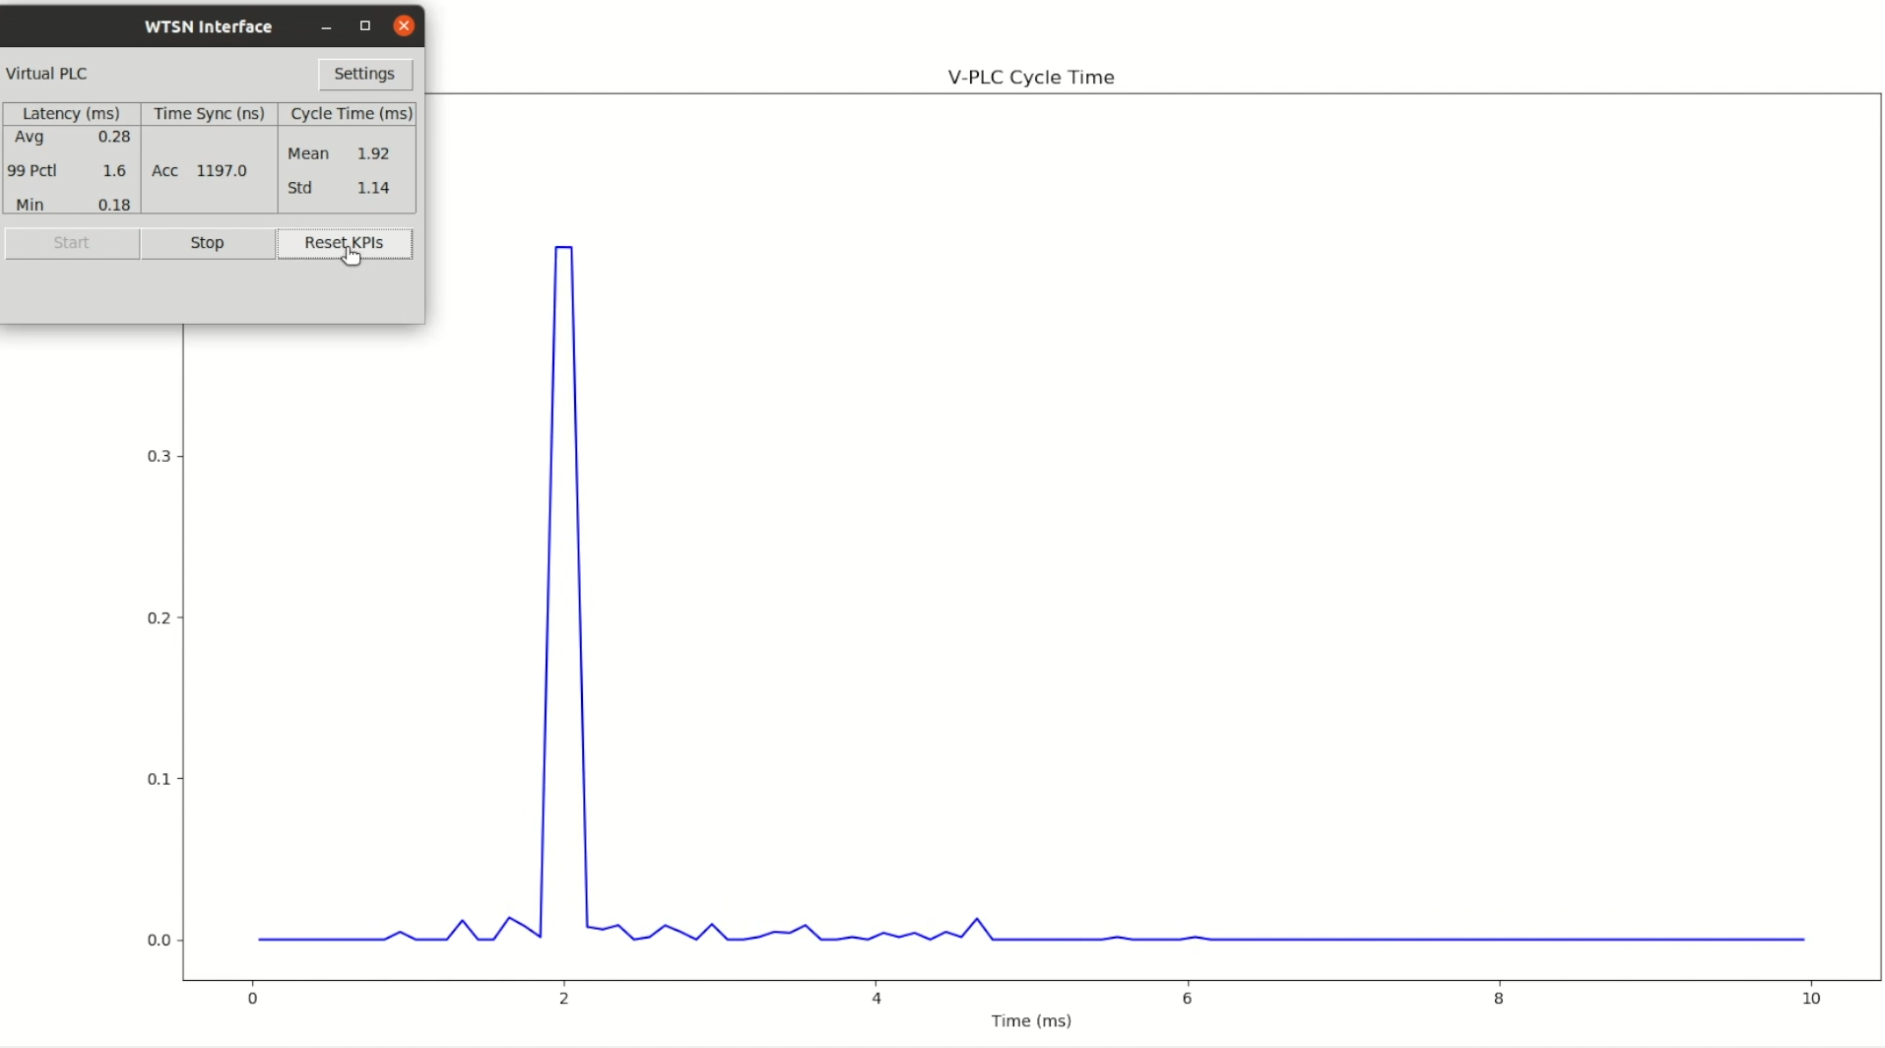 WTSN Interface
Virtual PLC
Settings
Latency (ms) Time Sync (ns) Cycle Time (ms)
Avg 0.28
Mean 1.92
99 Pctl 1.6 Acc 1197.0
Std 1.14
Min 0.18
Start Stop Reset KPIs
V-PLC Cycle Time
0.3
0.2
0.1
0.0
0 2 4 6 8 10
Time (ms)